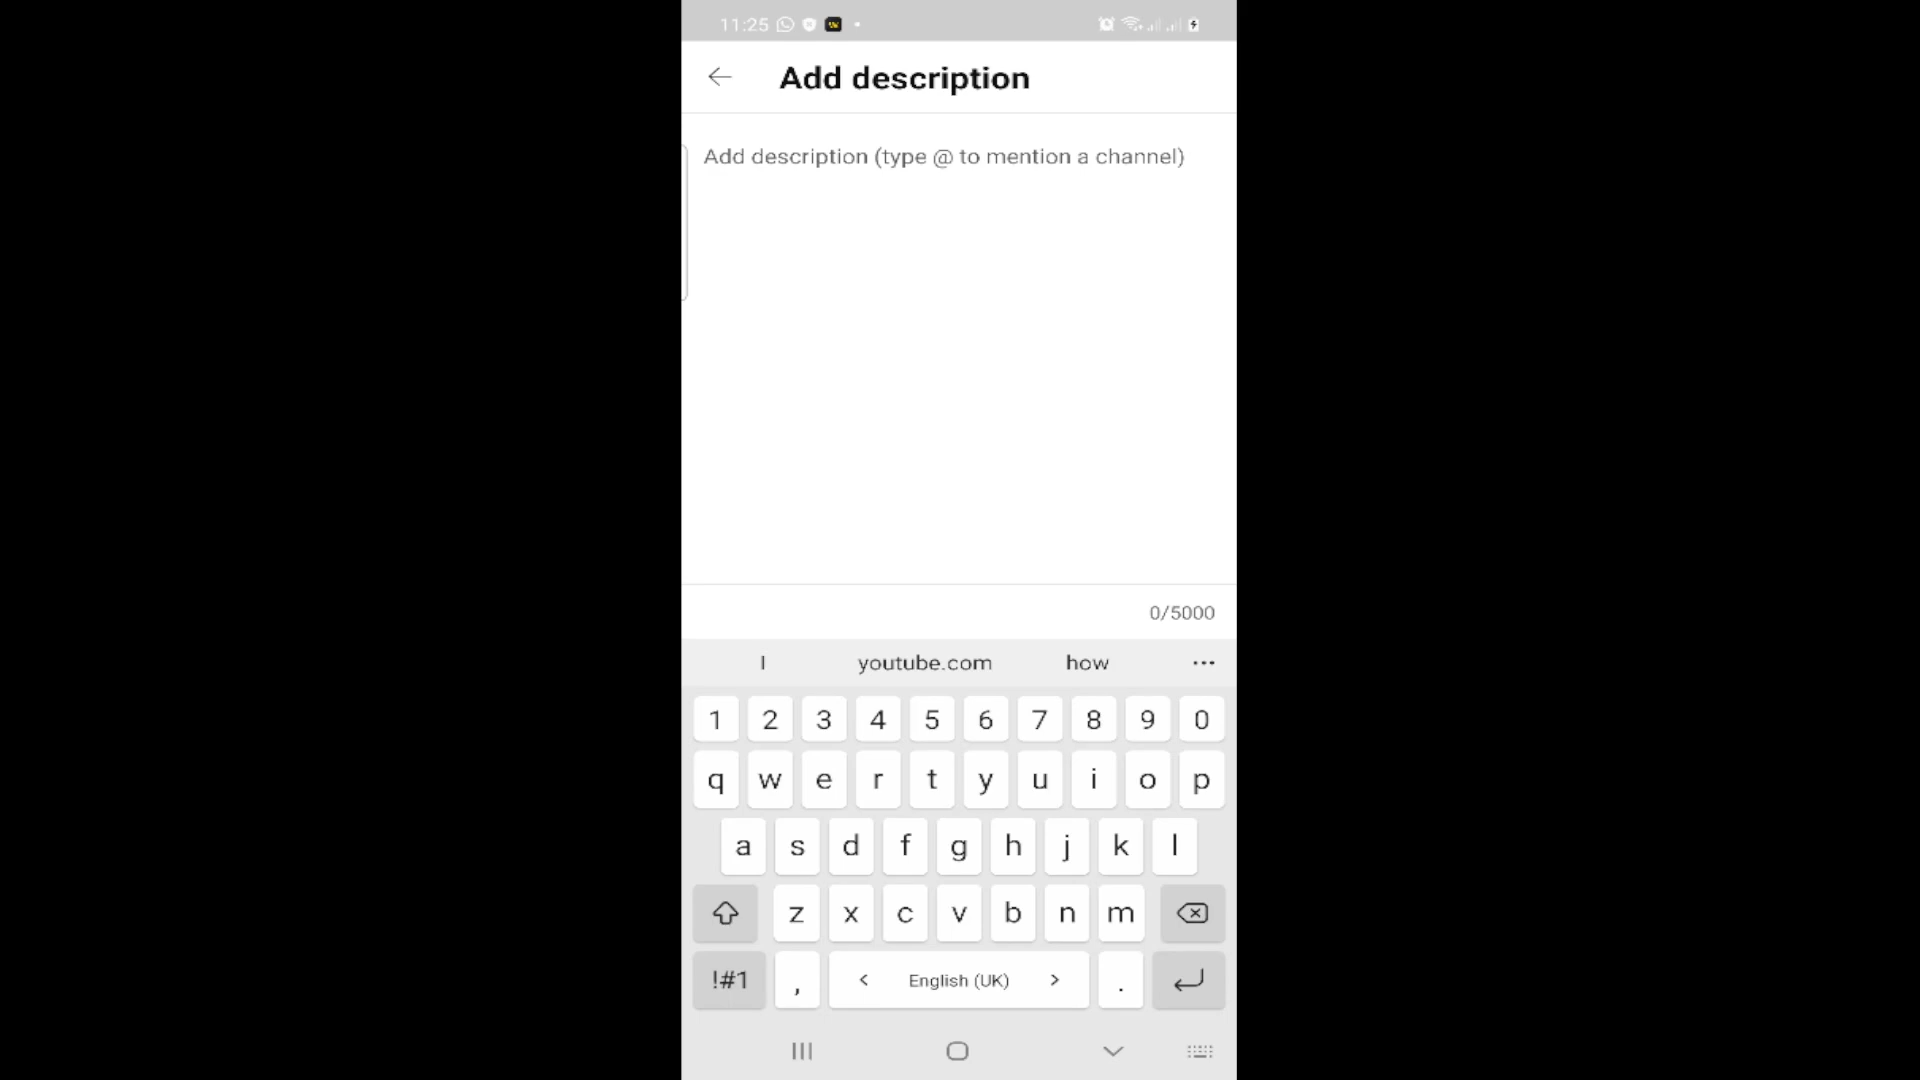 11:25
Add description
Add description (type @ to mention a channel)
0/5000
I youtube.com how ...
1 2 3 4 5 6 7 8 9 0
q w e r t y u i o p
a s d f g h j k l
z x c v b n m
!#1 , < English (UK) > .